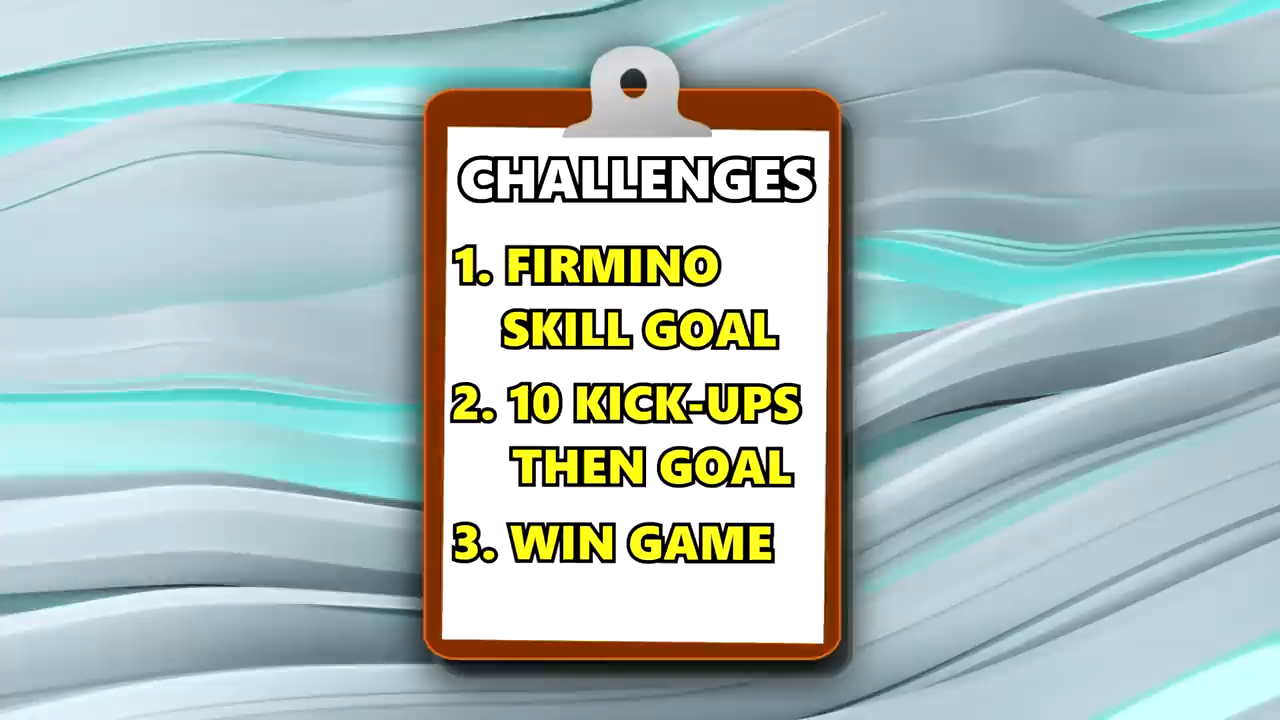 CHALLENGES
1. FIRMINO
SKILL GOAL
2. 10 KICK-UPS
THEN GOAL
3. WIN GAME